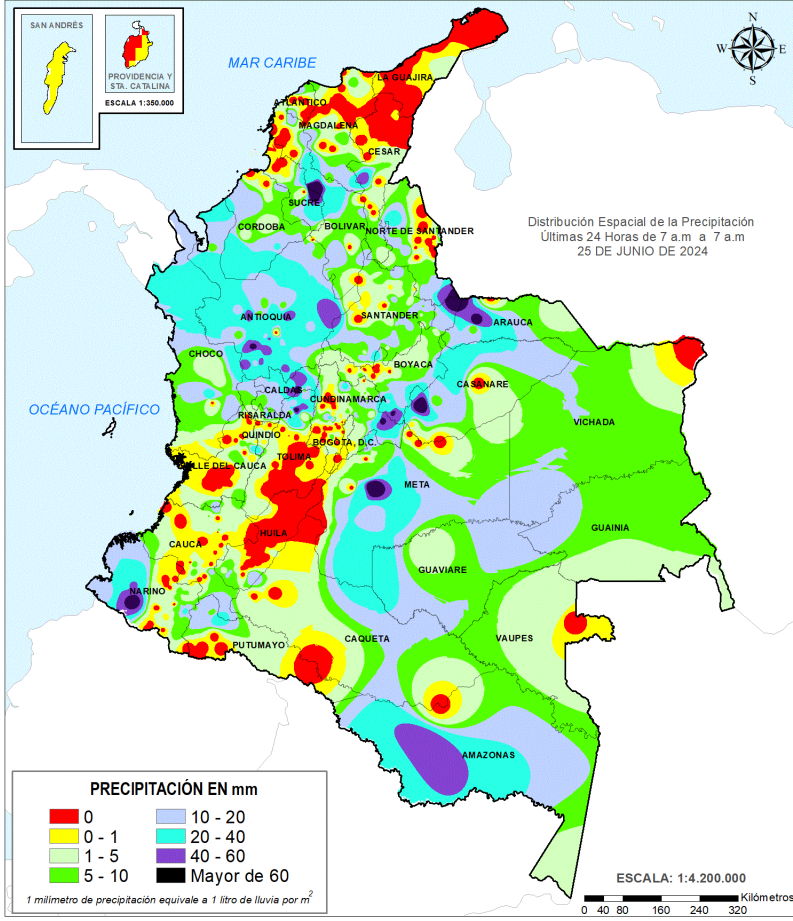 SAN ANDRÉS
PROVIDENCIA Y
STA. CATALINA
ESCALA 1:350.000
MAR CARIBE
N
W
E
S
LA GUAJIRA
ATLANTICO
MAGDALENA
CESAR
SUCRE
CORDOBA
BOLIVAR
NORTE DE SANTANDER
Distribución Espacial de la Precipitación
Últimas 24 Horas de 7 a.m a 7 a.m
25 DE JUNIO DE 2024
ANTIOQUIA
SANTANDER
ARAUCA
CHOCO
BOYACA
CASANARE
CALDAS
CUNDINAMARCA
OCÉANO PACÍFICO
RISARALDA
VICHADA
QUINDIO
BOGOTA, D.C.
TOLIMA
VALLE DEL CAUCA
META
GUAINIA
HUILA
CAUCA
GUAVIARE
NARIÑO
VAUPES
CAQUETA
PUTUMAYO
AMAZONAS
PRECIPITACIÓN EN mm
0
10 - 20
0 - 1
20 - 40
1 - 5
40 - 60
5 - 10
Mayor de 60
1 milimetro de precipitación equivale a 1 litro de lluvia por m2
ESCALA: 1:4.200.000
Kilómetros
0 40 80 160 240 320